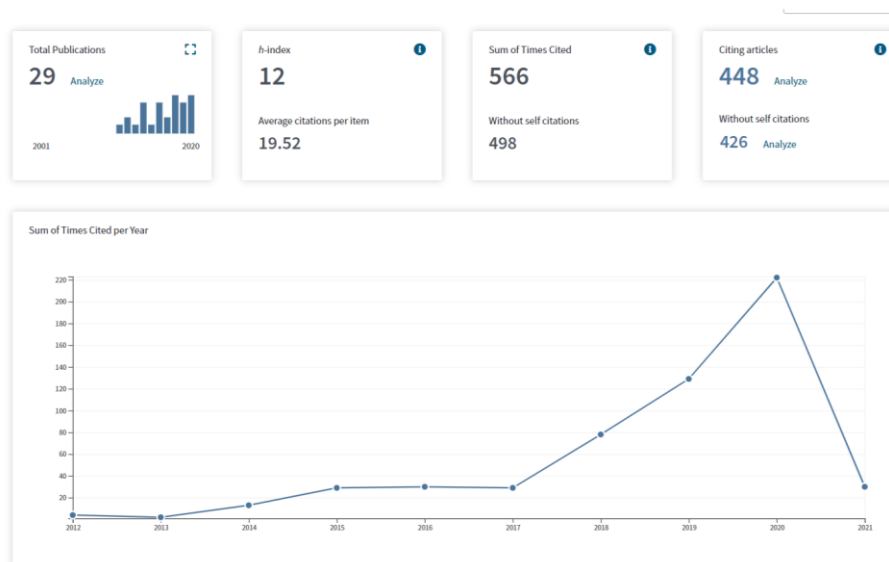 Total Publications
29 Analyze
2001 2020
h-index
12
Average citations per item
19.52
Sum of Times Cited
566
Without self citations
498
Citing articles
448 Analyze
Without self citations
426 Analyze
Sum of Times Cited per Year
220
200
180
160
140
120
100
80
60
40
20
2012 2013 2014 2015 2016 2017 2018 2019 2020 2021